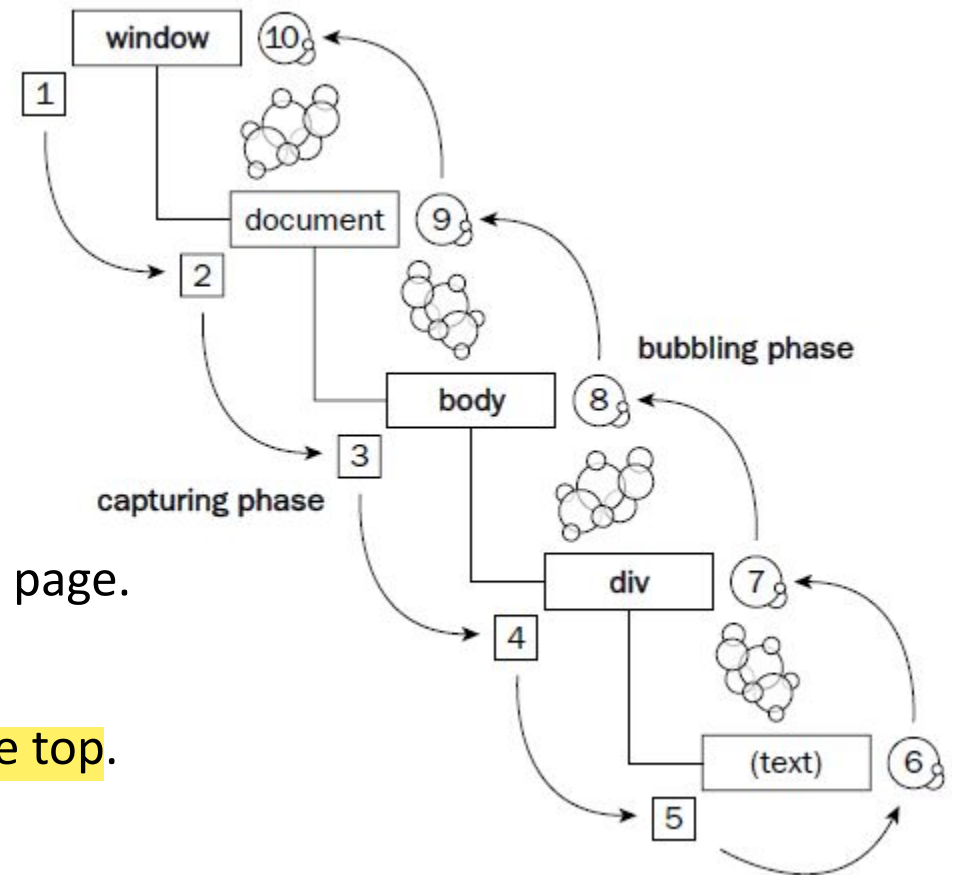 window 10
1
document 9
2
bubbling phase
body 8
3
capturing phase
page.
div 7
4
e top.
(text) 6
5